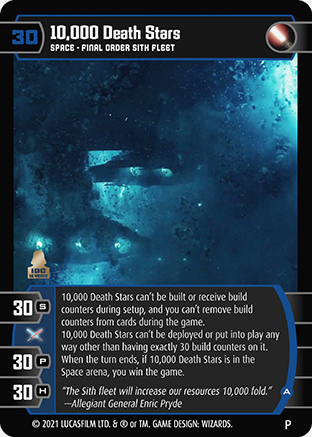 30 10,000 Death Stars
SPACE - FINAL ORDER SITH FLEET
100
30 S
30 P
30 H
10,000 Death Stars can't be built or receive build
counters during setup, and you can't remove build
counters from cards during the game.
10,000 Death Stars can't be deployed or put into play any
way other than having exactly 30 build counters on it.
When the turn ends, if 10,000 Death Stars is in the
Space arena, you win the game.
"The Sith fleet will increase our resources 10,000 fold."
—Allegiant General Enric Pryde
A
© 2021 LUCASFILM LTD. & ® or TM. GAME DESIGN: WIZARDS.
P